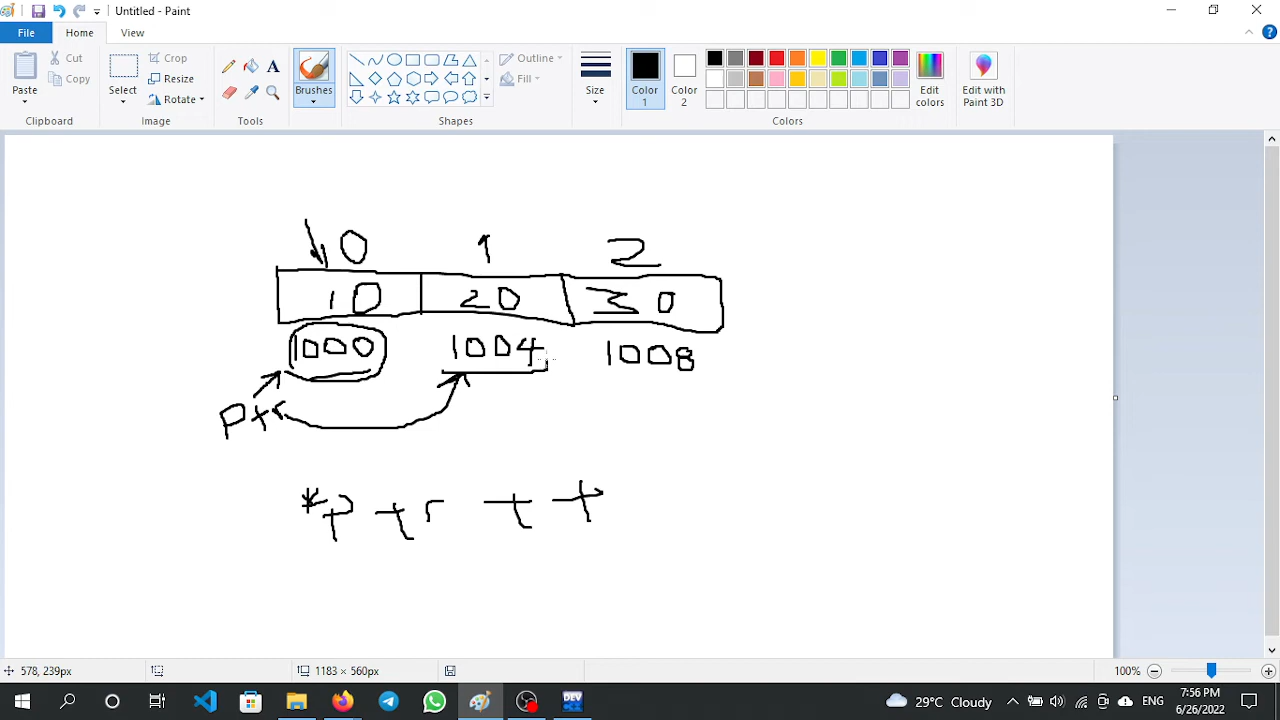 Untitled - Paint
File Home View
Paste Cut Copy
Clipboard
Select Crop Resize Rotate
Image
A
Tools
Brushes
Outline Fill
Shapes
Size
Color 1 Color 2 Edit colors
Colors
Edit with Paint 3D
0 1 2
10 20 30
1000 1004 1008
Ptr
*Ptr ++
578, 239px 1183 × 560px 100%
DEV
29°C Cloudy ENG 7:56 PM 6/26/2022